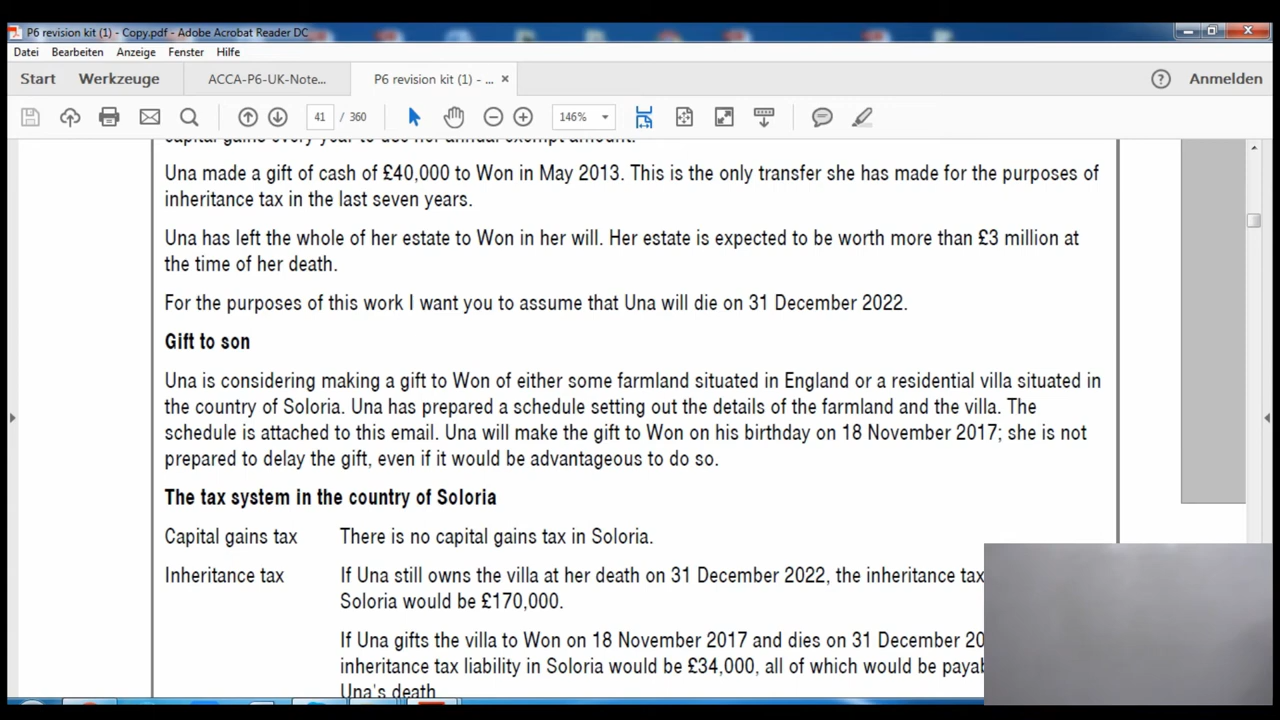 P6 revision kit (1) - Copy.pdf - Adobe Acrobat Reader DC
Datei Bearbeiten Anzeige Fenster Hilfe
Start Werkzeuge ACCA-P6-UK-Note... P6 revision kit (1) - ... × ? Anmelden
41 / 360 146%
capital gains every year to use her annual exempt amount.
Una made a gift of cash of £40,000 to Won in May 2013. This is the only transfer she has made for the purposes of
inheritance tax in the last seven years.
Una has left the whole of her estate to Won in her will. Her estate is expected to be worth more than £3 million at
the time of her death.
For the purposes of this work I want you to assume that Una will die on 31 December 2022.
Gift to son
Una is considering making a gift to Won of either some farmland situated in England or a residential villa situated in
the country of Soloria. Una has prepared a schedule setting out the details of the farmland and the villa. The
schedule is attached to this email. Una will make the gift to Won on his birthday on 18 November 2017; she is not
prepared to delay the gift, even if it would be advantageous to do so.
The tax system in the country of Soloria
Capital gains tax There is no capital gains tax in Soloria.
Inheritance tax If Una still owns the villa at her death on 31 December 2022, the inheritance tax
Soloria would be £170,000.
If Una gifts the villa to Won on 18 November 2017 and dies on 31 December 20
inheritance tax liability in Soloria would be £34,000, all of which would be payab
Una's death